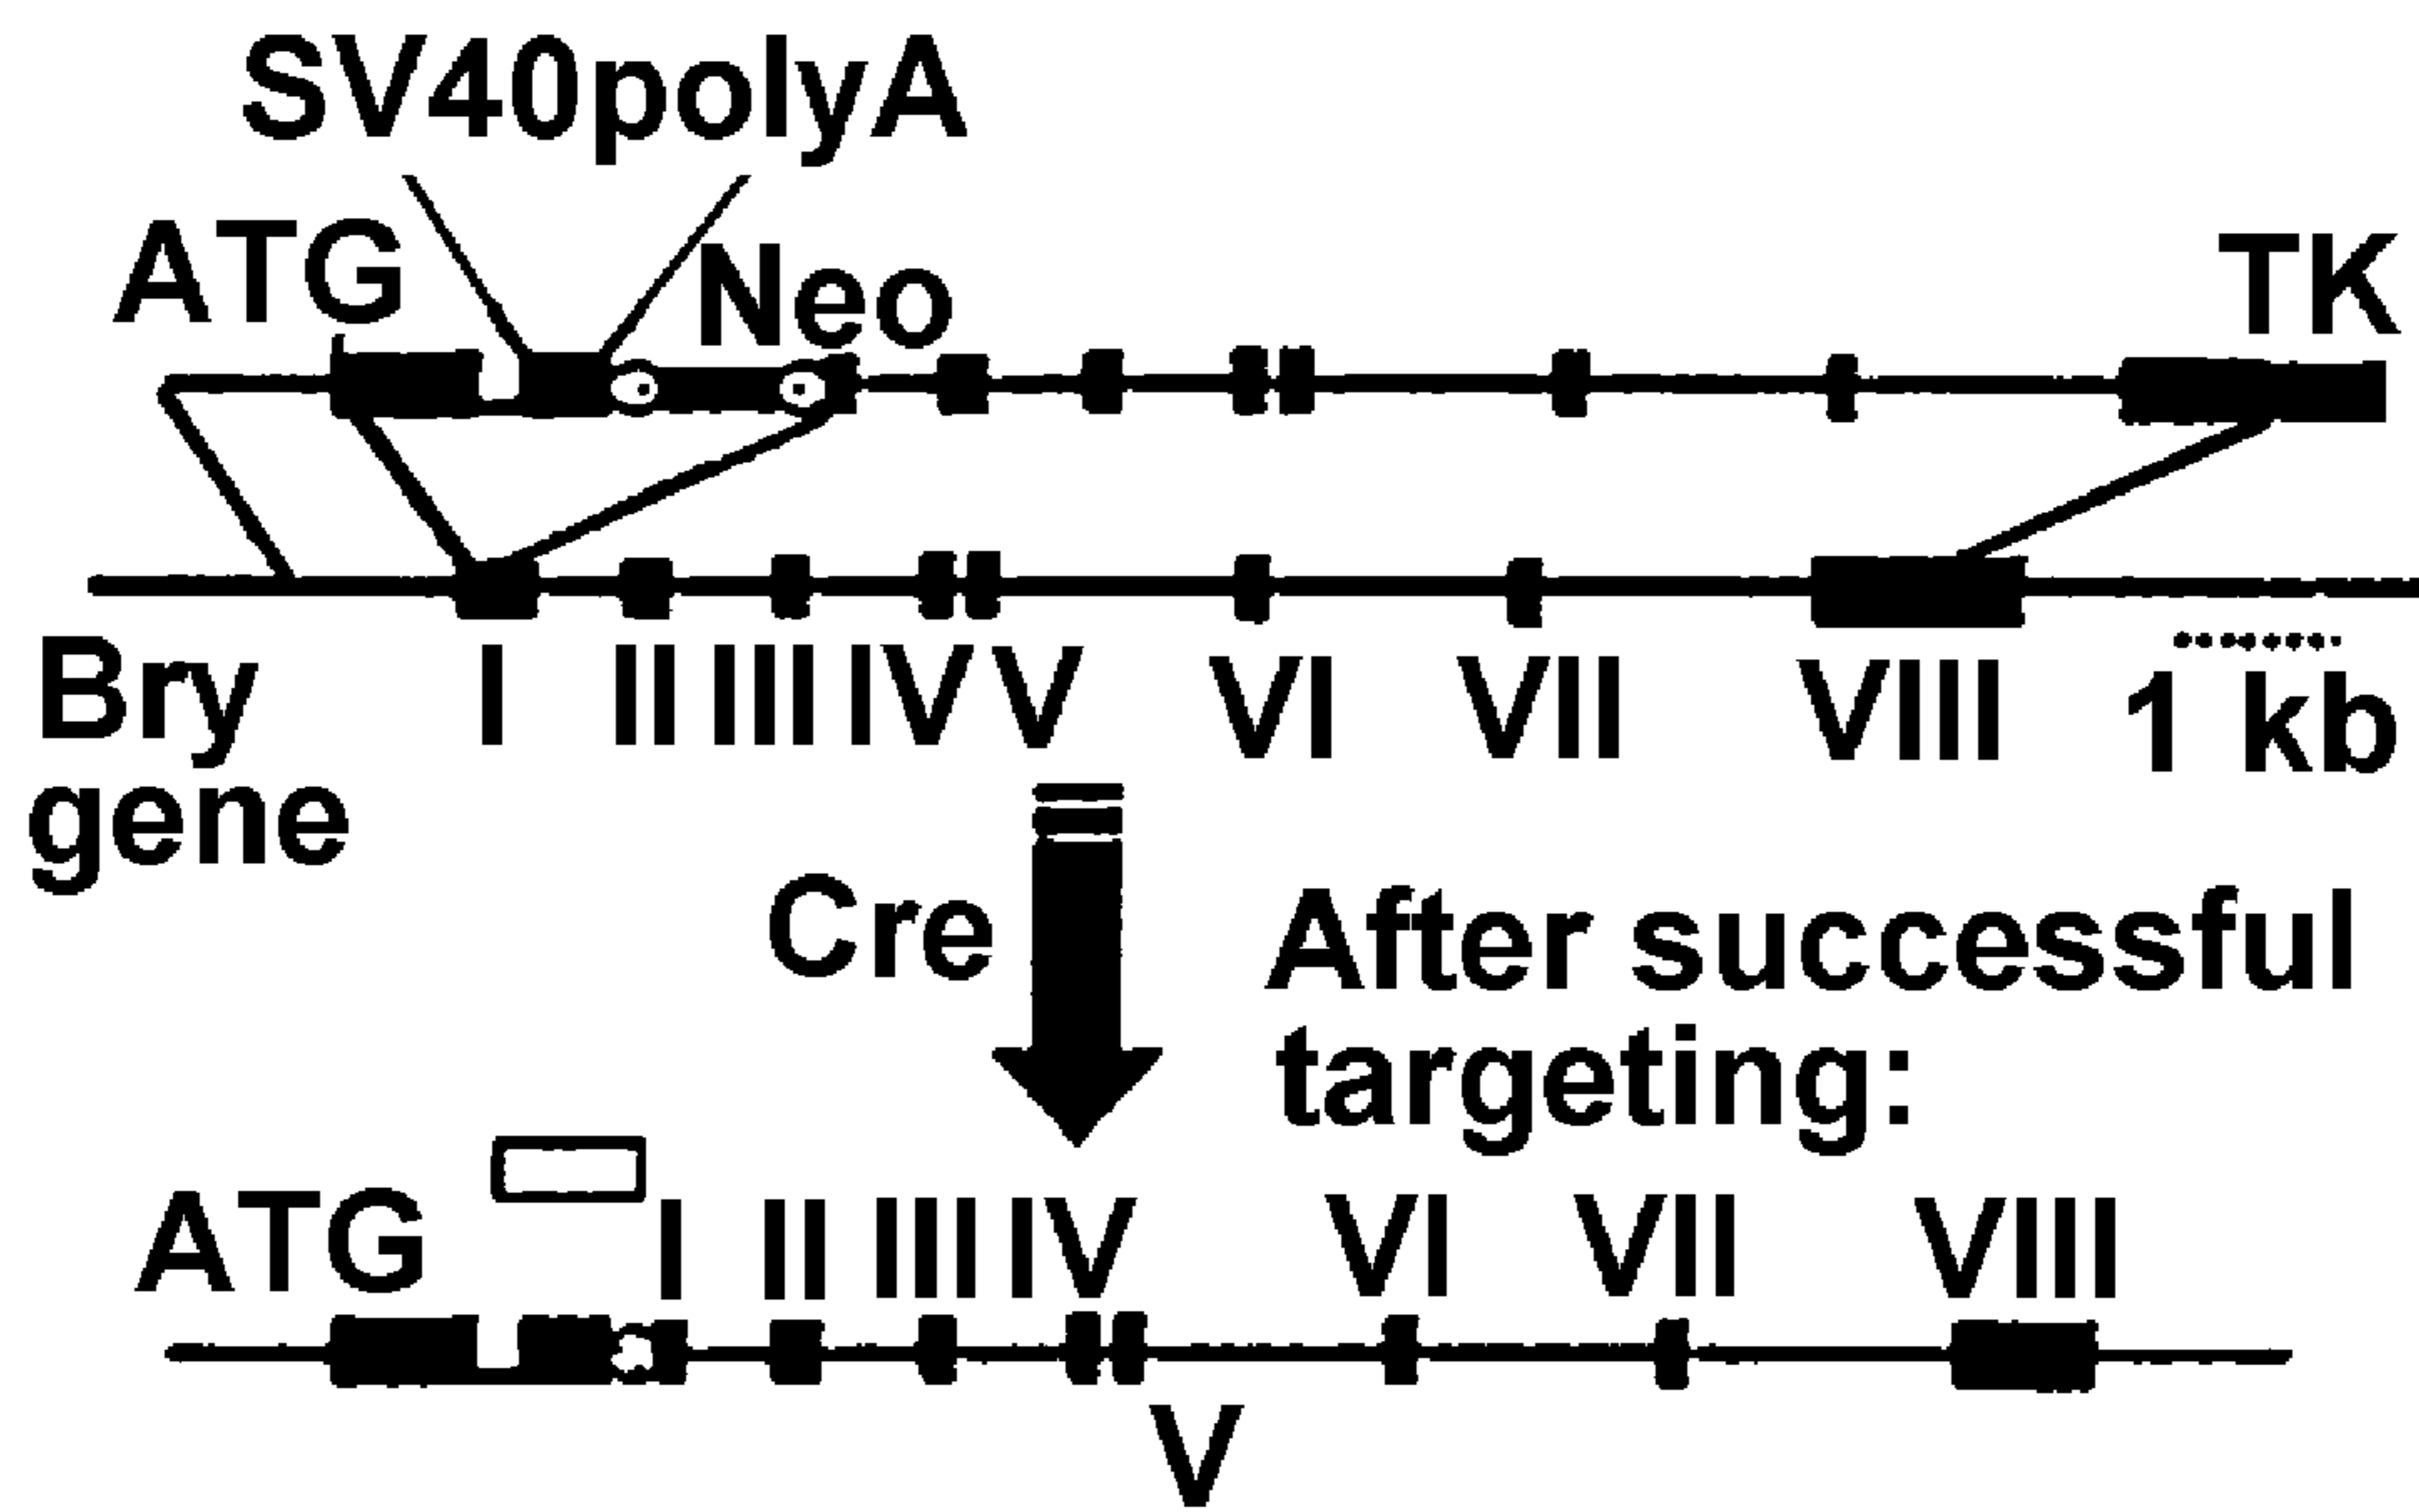 SV40polyA
ATG Neo TK
Bry gene
I II III IV V VI VII VIII 1 kb
Cre
After successful
targeting:
ATG I II III IV VI VII VIII
V